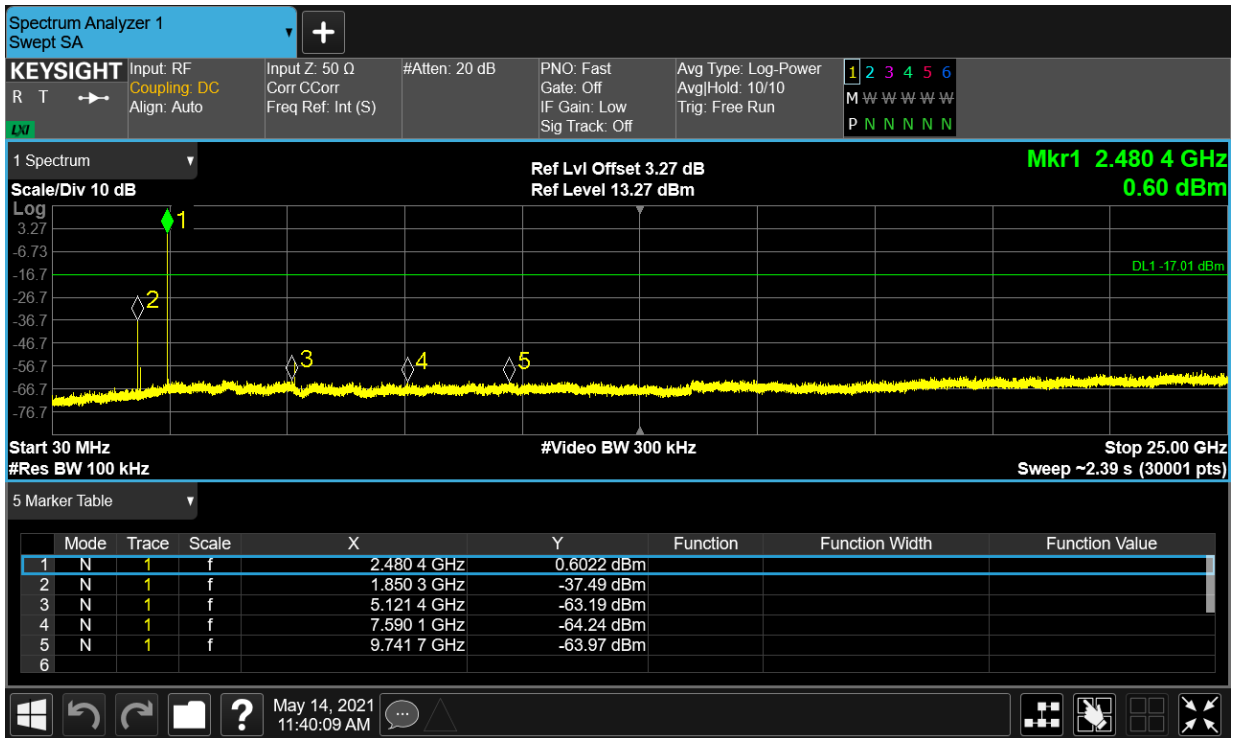 Spectrum Analyzer 1
Swept SA
KEYSIGHT
R T
LXI
Input: RF
Coupling: DC
Align: Auto
Input Z: 50 Ω
Corr CCorr
Freq Ref: Int (S)
#Atten: 20 dB
PNO: Fast
Gate: Off
IF Gain: Low
Sig Track: Off
Avg Type: Log-Power
Avg|Hold: 10/10
Trig: Free Run
1 2 3 4 5 6
M W W W W W
P N N N N N
1 Spectrum
Scale/Div 10 dB
Ref Lvl Offset 3.27 dB
Ref Level 13.27 dBm
Mkr1 2.480 4 GHz
0.60 dBm
Log
3.27
-6.73
-16.7
-26.7
-36.7
-46.7
-56.7
-66.7
-76.7
1
2
3
4
5
DL1 -17.01 dBm
Start 30 MHz
#Video BW 300 kHz
Stop 25.00 GHz
#Res BW 100 kHz
Sweep ~2.39 s (30001 pts)
5 Marker Table
Mode Trace Scale X Y Function Function Width Function Value
1 N 1 f 2.480 4 GHz 0.6022 dBm
2 N 1 f 1.850 3 GHz -37.49 dBm
3 N 1 f 5.121 4 GHz -63.19 dBm
4 N 1 f 7.590 1 GHz -64.24 dBm
5 N 1 f 9.741 7 GHz -63.97 dBm
6
?
May 14, 2021
11:40:09 AM